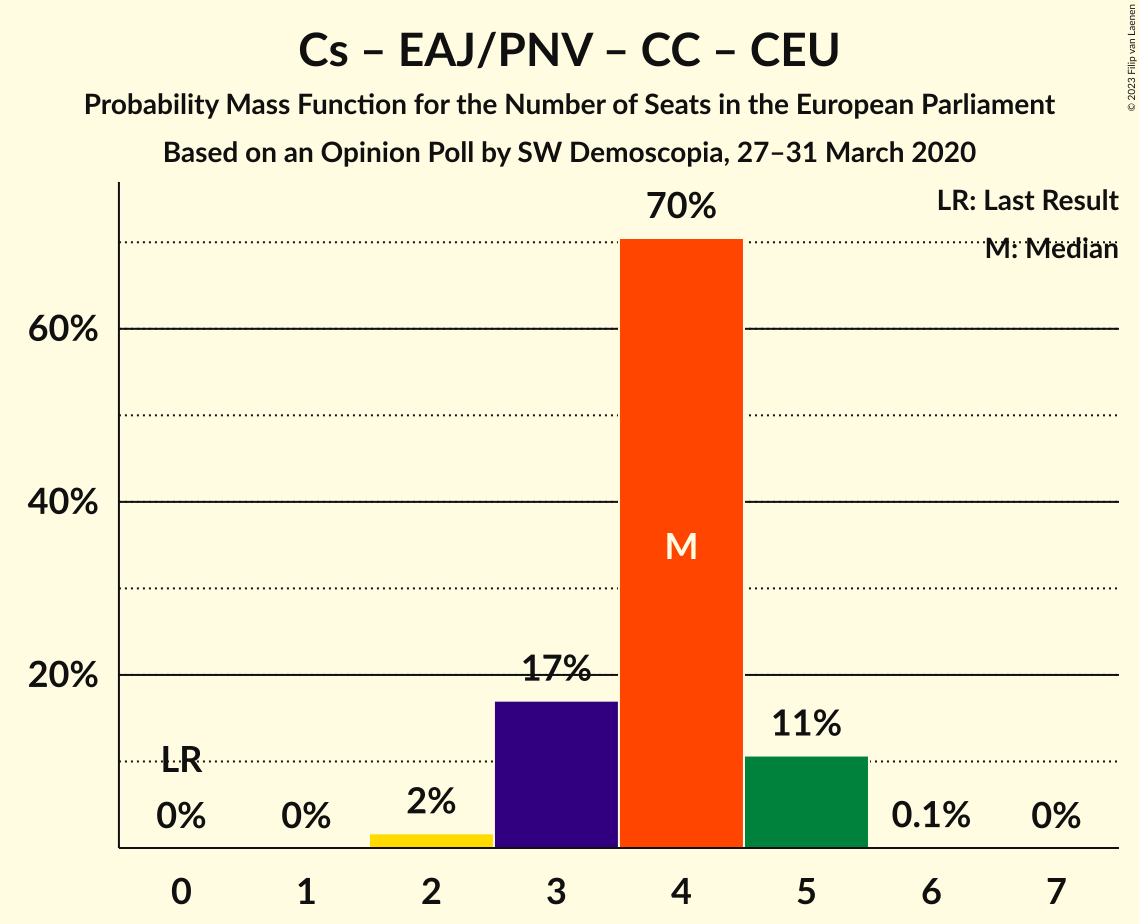 Cs – EAJ/PNV – CC – CEU
Probability Mass Function for the Number of Seats in the European Parliament
Based on an Opinion Poll by SW Demoscopia, 27–31 March 2020
© 2023 Filip van Laenen
LR: Last Result
M: Median
70%
60%
40%
M
20%
17%
11%
LR
0%
0%
2%
0.1%
0%
0 1 2 3 4 5 6 7